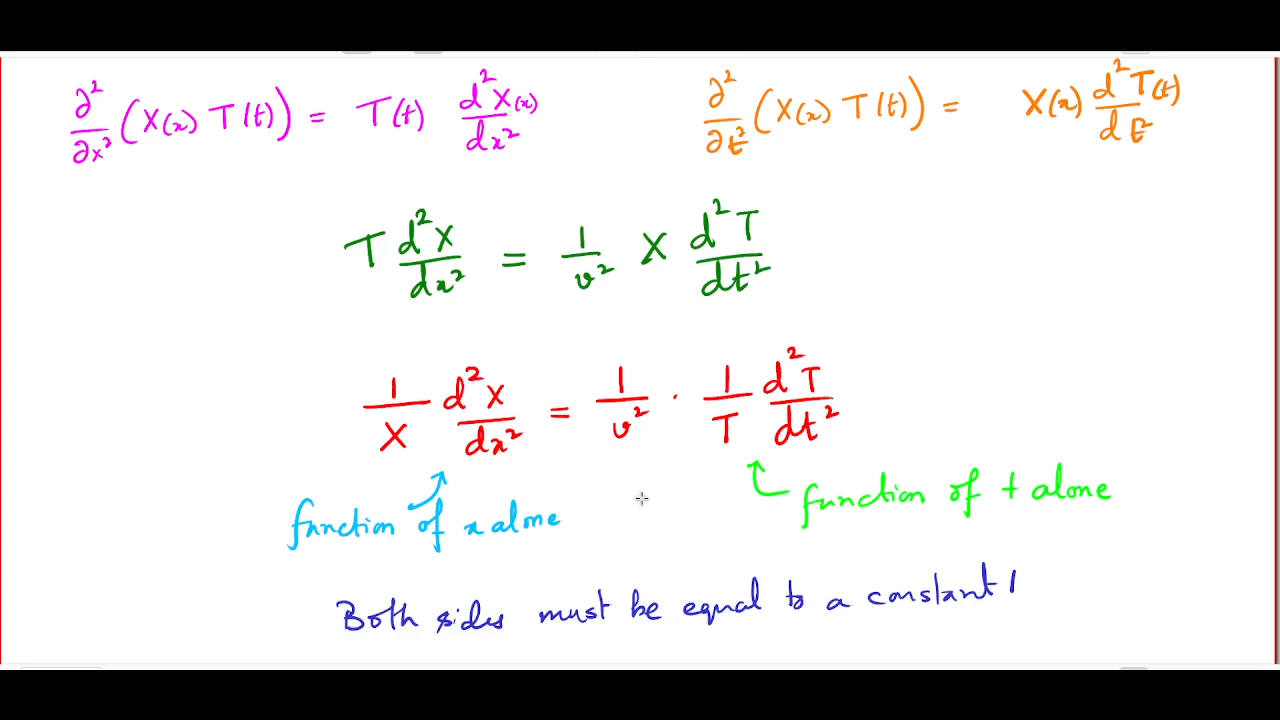 ∂²/∂x² (X(x) T(t)) = T(t) d²X(x)/dx²
∂²/∂t² (X(x) T(t)) = X(x) d²T(t)/dt²
T d²X/dx² = 1/v² X d²T/dt²
1/X d²X/dx² = 1/v² · 1/T d²T/dt²
function of x alone
function of t alone
Both sides must be equal to a constant